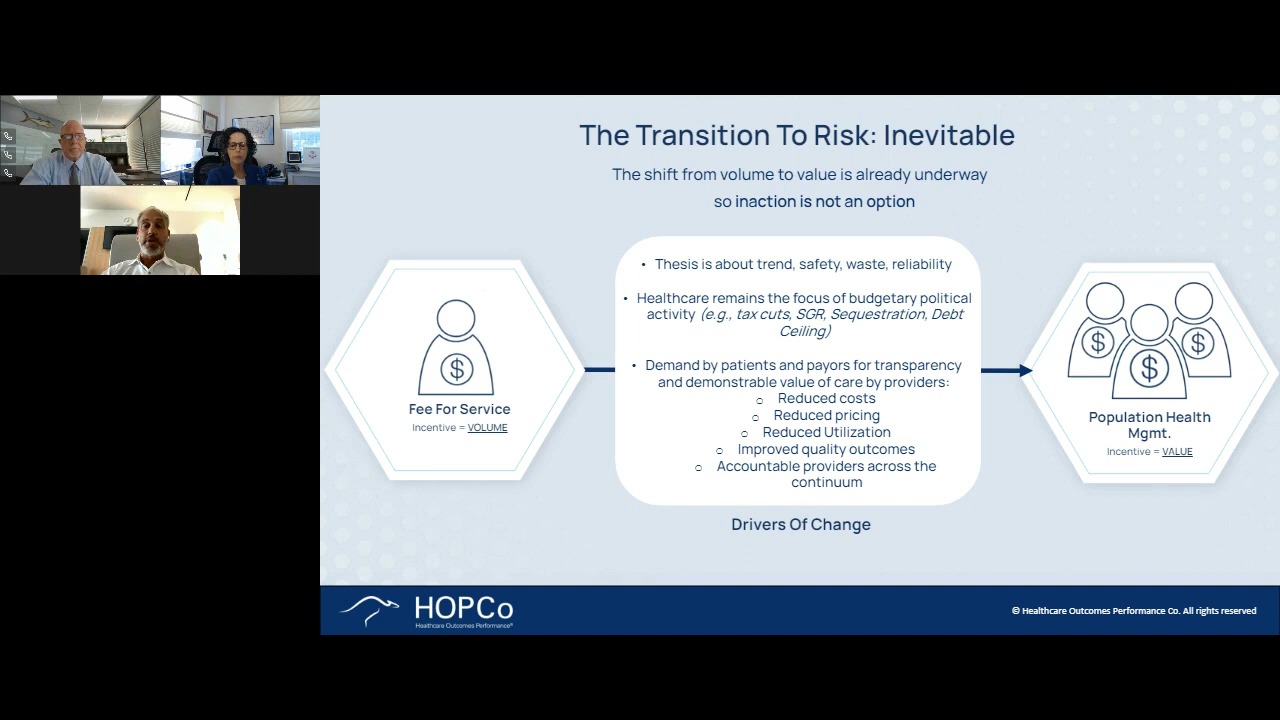 The Transition To Risk: Inevitable
The shift from volume to value is already underway
so inaction is not an option
• Thesis is about trend, safety, waste, reliability
• Healthcare remains the focus of budgetary political
activity (e.g., tax cuts, SGR, Sequestration, Debt
Ceiling)
• Demand by patients and payors for transparency
and demonstrable value of care by providers:
○ Reduced costs
○ Reduced pricing
○ Reduced Utilization
○ Improved quality outcomes
○ Accountable providers across the
continuum
$
Fee For Service
Incentive = VOLUME
$ $ $
Population Health
Mgmt.
Incentive = VALUE
Drivers Of Change
HOPCo
Healthcare Outcomes Performance®
© Healthcare Outcomes Performance Co. All rights reserved